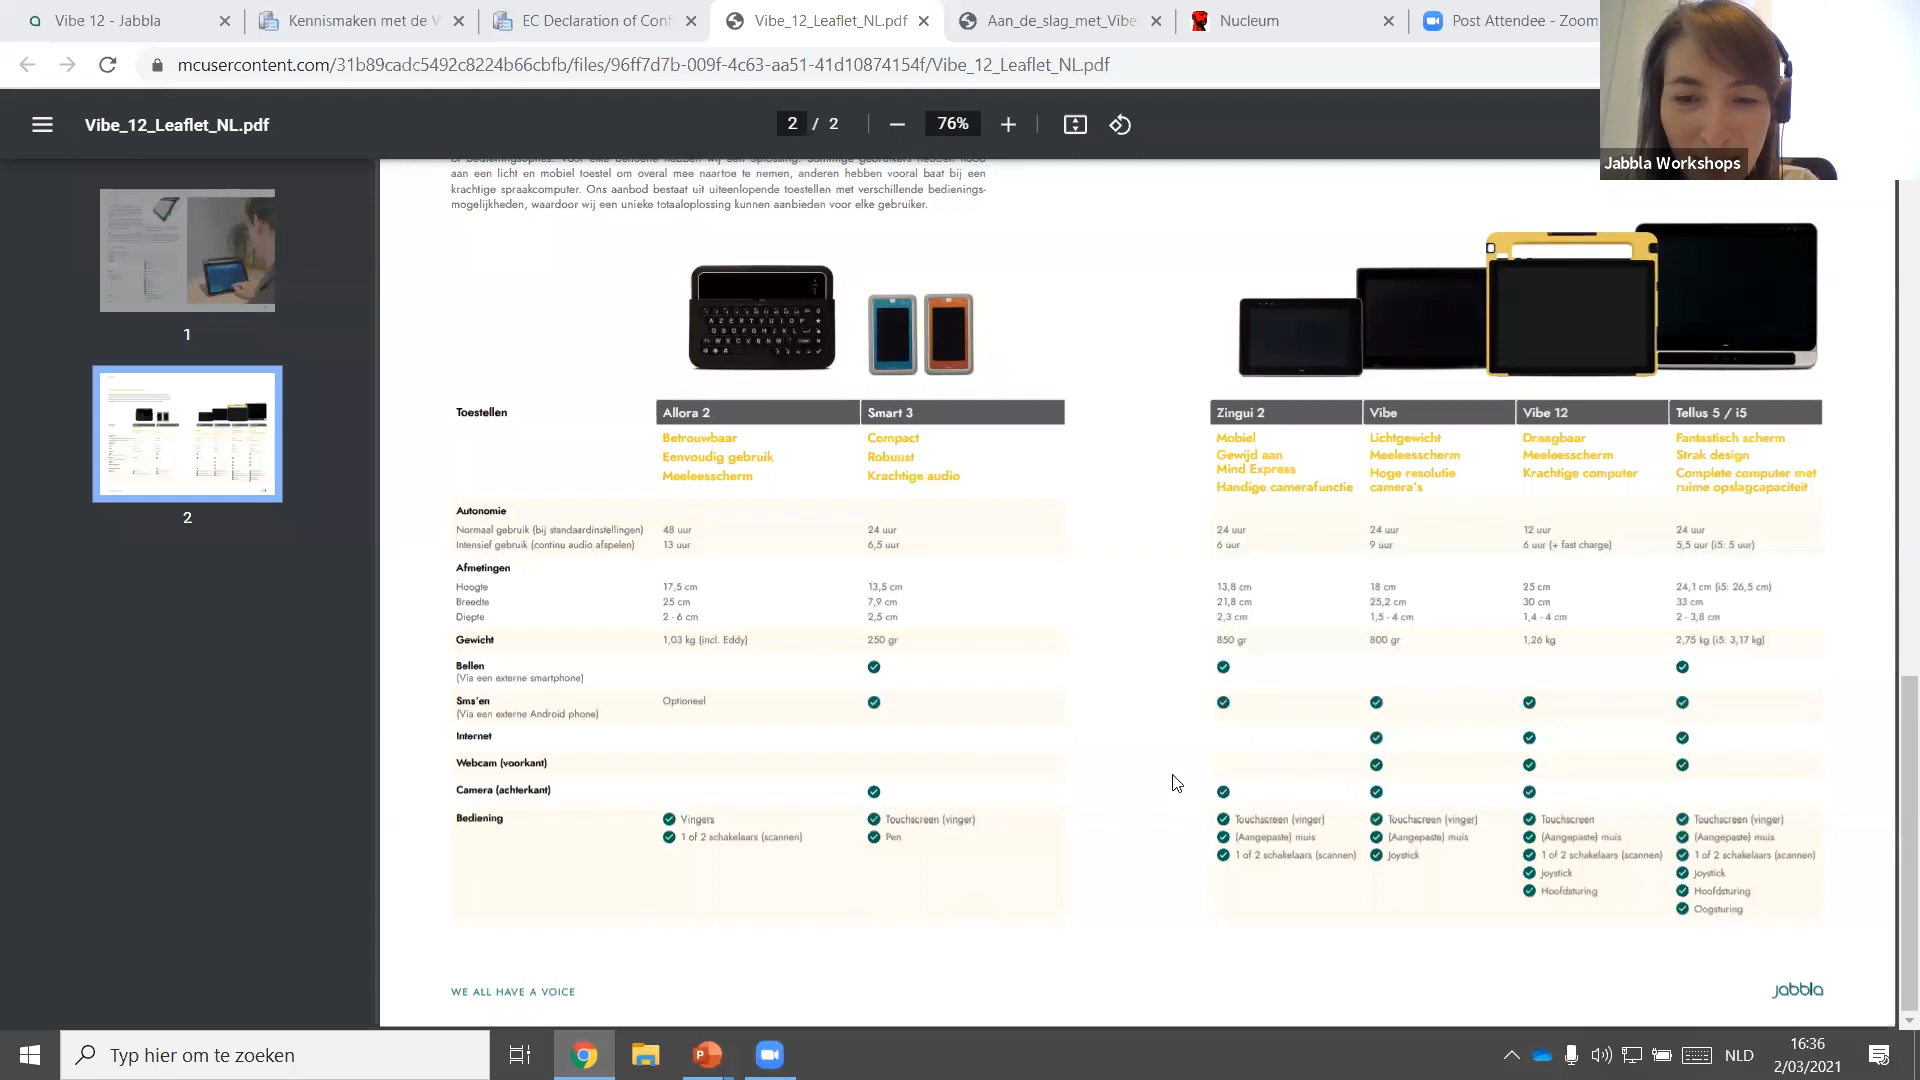 Vibe 12 - Jabbla
Kennismaken met de V
EC Declaration of Conf
Vibe_12_Leaflet_NL.pdf
Aan_de_slag_met_Vibe
Nucleum
Post Attendee - Zoom
mcusercontent.com/31b89cadc5492c8224b66cbfb/files/96ff7d7b-009f-4c63-aa51-41d10874154f/Vibe_12_Leaflet_NL.pdf
Vibe_12_Leaflet_NL.pdf
2 / 2
76%
Jabbla Workshops
1
2
of bedieningsopties. Voor elke behoefte hebben wij een oplossing. Sommige gebruikers hebben nood
aan een licht en mobiel toestel om overal mee naartoe te nemen, anderen hebben vooral baat bij een
krachtige spraakcomputer. Ons aanbod bestaat uit uiteenlopende toestellen met verschillende bedienings-
mogelijkheden, waardoor wij een unieke totaaloplossing kunnen aanbieden voor elke gebruiker.
Toestellen Allora 2 Smart 3 Zingui 2 Vibe Vibe 12 Tellus 5 / i5
Betrouwbaar Compact Mobiel Lichtgewicht Draagbaar Fantastisch scherm
Eenvoudig gebruik Robuust Gewijd aan Meeleesscherm Meeleesscherm Strak design
Meeleesscherm Krachtige audio Mind Express Hoge resolutie Krachtige computer Complete computer met
Handige camerafunctie camera's ruime opslagcapaciteit
Autonomie
Normaal gebruik (bij standaardinstellingen) 48 uur 24 uur 24 uur 24 uur 12 uur 24 uur
Intensief gebruik (continu audio afspelen) 13 uur 6,5 uur 6 uur 9 uur 6 uur (+ fast charge) 5,5 uur (i5: 5 uur)
Afmetingen
Hoogte 17,5 cm 13,5 cm 13,8 cm 18 cm 25 cm 24,1 cm (i5: 26,5 cm)
Breedte 25 cm 7,9 cm 21,8 cm 25,2 cm 30 cm 33 cm
Diepte 2 - 6 cm 2,5 cm 2,3 cm 1,5 - 4 cm 1,4 - 4 cm 2 - 3,8 cm
Gewicht 1,03 kg (incl. Eddy) 250 gr 850 gr 800 gr 1,26 kg 2,75 kg (i5: 3,17 kg)
Bellen
(Via een externe smartphone)
Sms'en Optioneel
(Via een externe Android phone)
Internet
Webcam (voorkant)
Camera (achterkant)
Bediening Vingers Touchscreen (vinger) Touchscreen (vinger) Touchscreen (vinger) Touchscreen Touchscreen (vinger)
1 of 2 schakelaars (scannen) Pen (Aangepaste) muis (Aangepaste) muis (Aangepaste) muis (Aangepaste) muis
1 of 2 schakelaars (scannen) Joystick 1 of 2 schakelaars (scannen) 1 of 2 schakelaars (scannen)
Joystick Joystick
Hoofdsturing Hoofdsturing
Oogsturing
WE ALL HAVE A VOICE
jabbla
Typ hier om te zoeken
NLD
16:36
2/03/2021